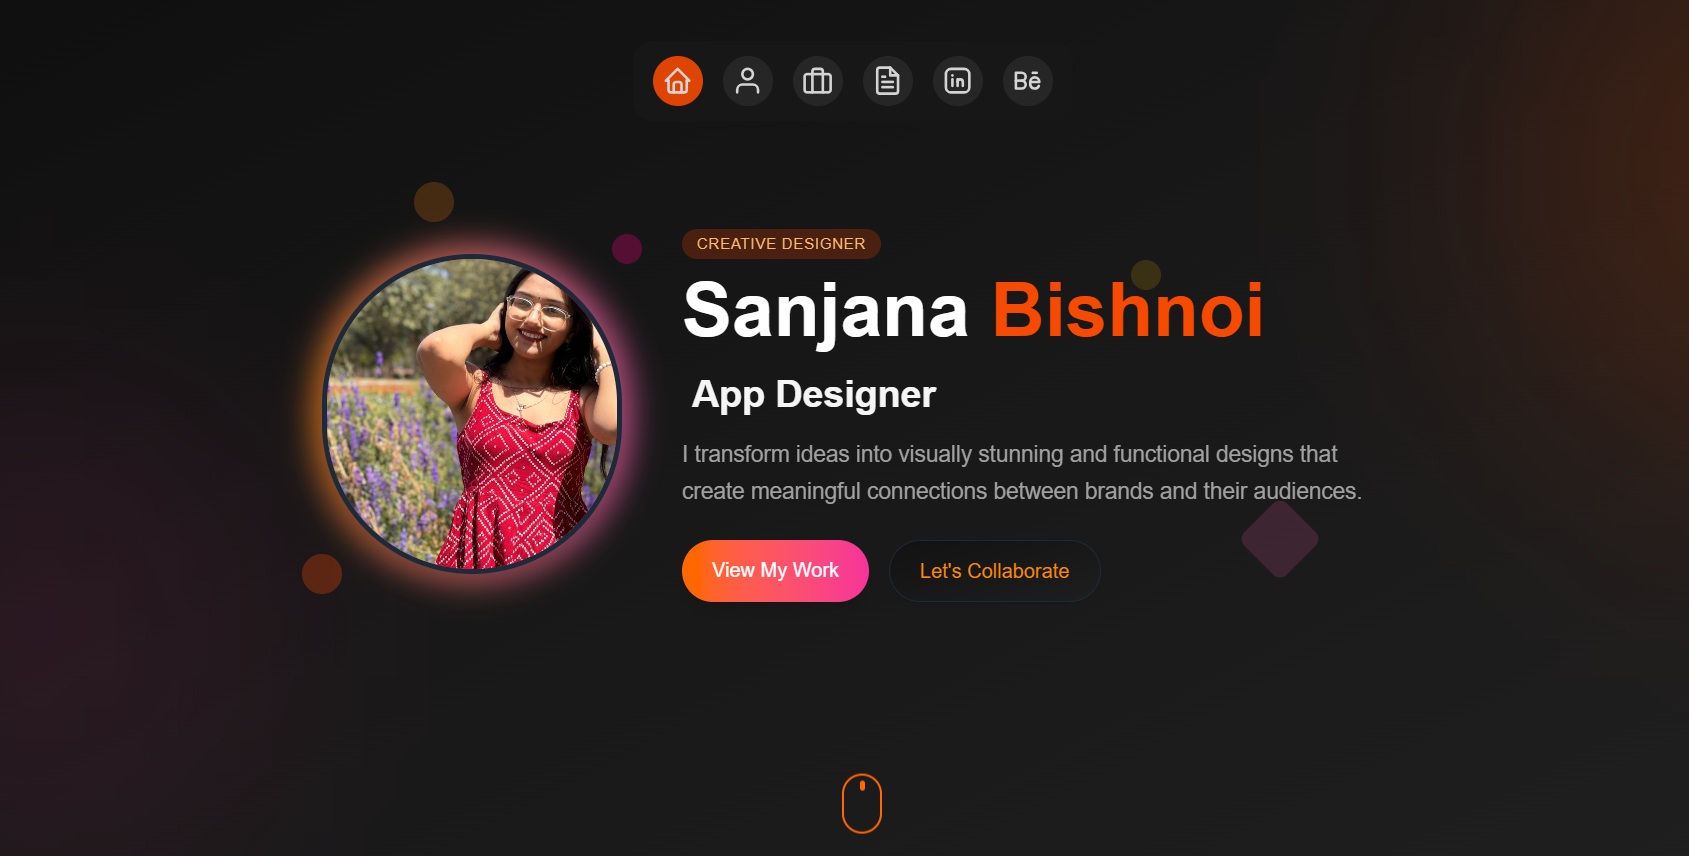 in
Bē
CREATIVE DESIGNER
Sanjana Bishnoi
App Designer
I transform ideas into visually stunning and functional designs that
create meaningful connections between brands and their audiences.
View My Work
Let's Collaborate